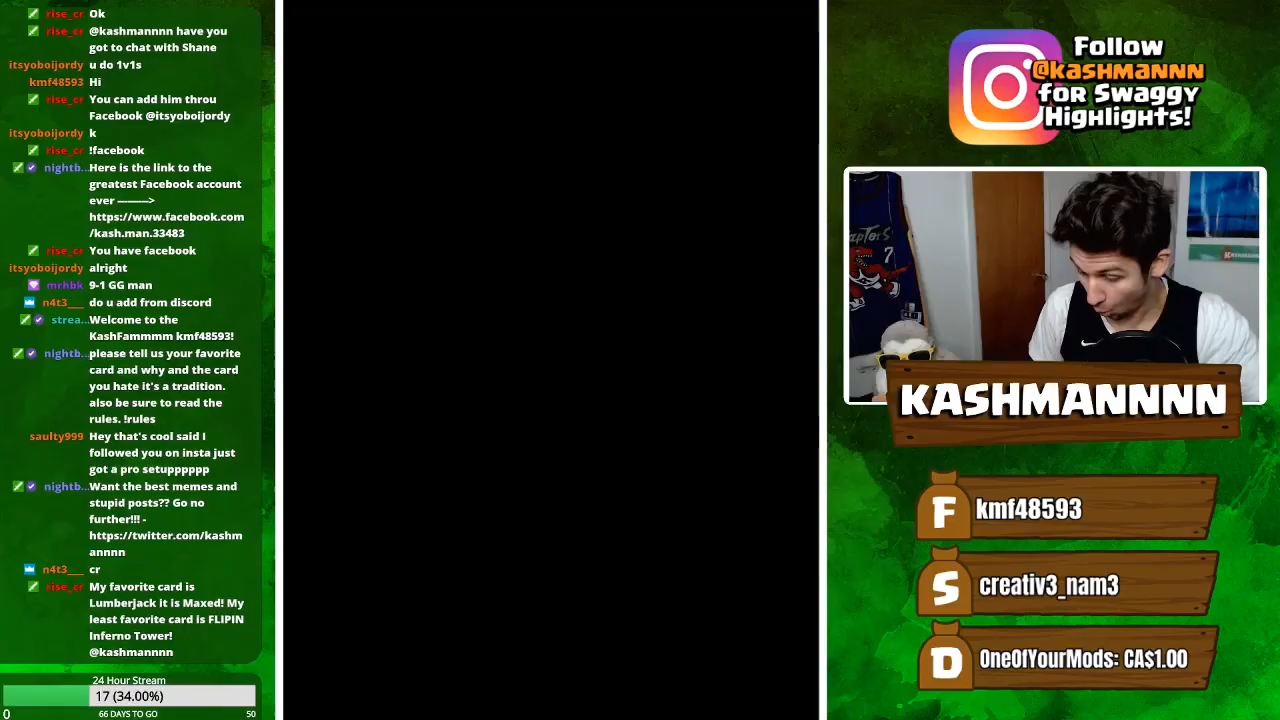 rise_cr Ok
rise_cr @kashmannnn have you
got to chat with Shane
itsyoboijordy u do 1v1s
kmf48593 Hi
rise_cr You can add him throu
Facebook @itsyoboijordy
itsyoboijordy k
rise_cr !facebook
nightb... Here is the link to the
greatest Facebook account
ever --------->
https://www.facebook.com
/kash.man.33483
rise_cr You have facebook
itsyoboijordy alright
mrhbk 9-1 GG man
n4t3___ do u add from discord
strea... Welcome to the
KashFammmm kmf48593!
nightb... please tell us your favorite
card and why and the card
you hate it's a tradition.
also be sure to read the
rules. !rules
saulty999 Hey that's cool said I
followed you on insta just
got a pro setupppppp
nightb... Want the best memes and
stupid posts?? Go no
further!!! -
https://twitter.com/kashm
annnn
n4t3___ cr
rise_cr My favorite card is
Lumberjack it is Maxed! My
least favorite card is FLIPIN
Inferno Tower!
@kashmannnn
24 Hour Stream
17 (34.00%)
0 66 DAYS TO GO 50
Follow
@KASHMANNN
for Swaggy
Highlights!
7
KASHMANNNN
F kmf48593
S creativ3_nam3
D OneOfYourMods: CA$1.00